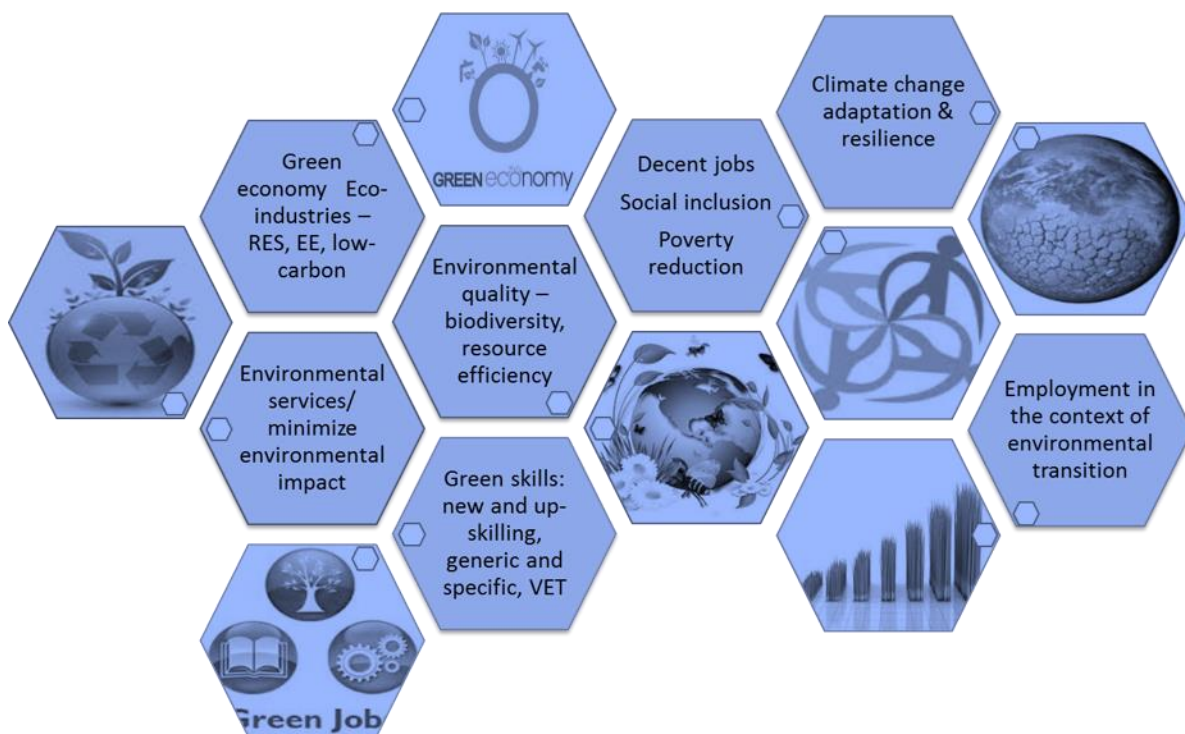 GREEN economy
Climate change
adaptation &
resilience
Green
economy Eco-
industries –
RES, EE, low-
carbon
Decent jobs
Social inclusion
Poverty
reduction
Environmental
quality –
biodiversity,
resource
efficiency
Environmental
services/
minimize
environmental
impact
Employment in
the context of
environmental
transition
Green skills:
new and up-
skilling,
generic and
specific, VET
Green Job